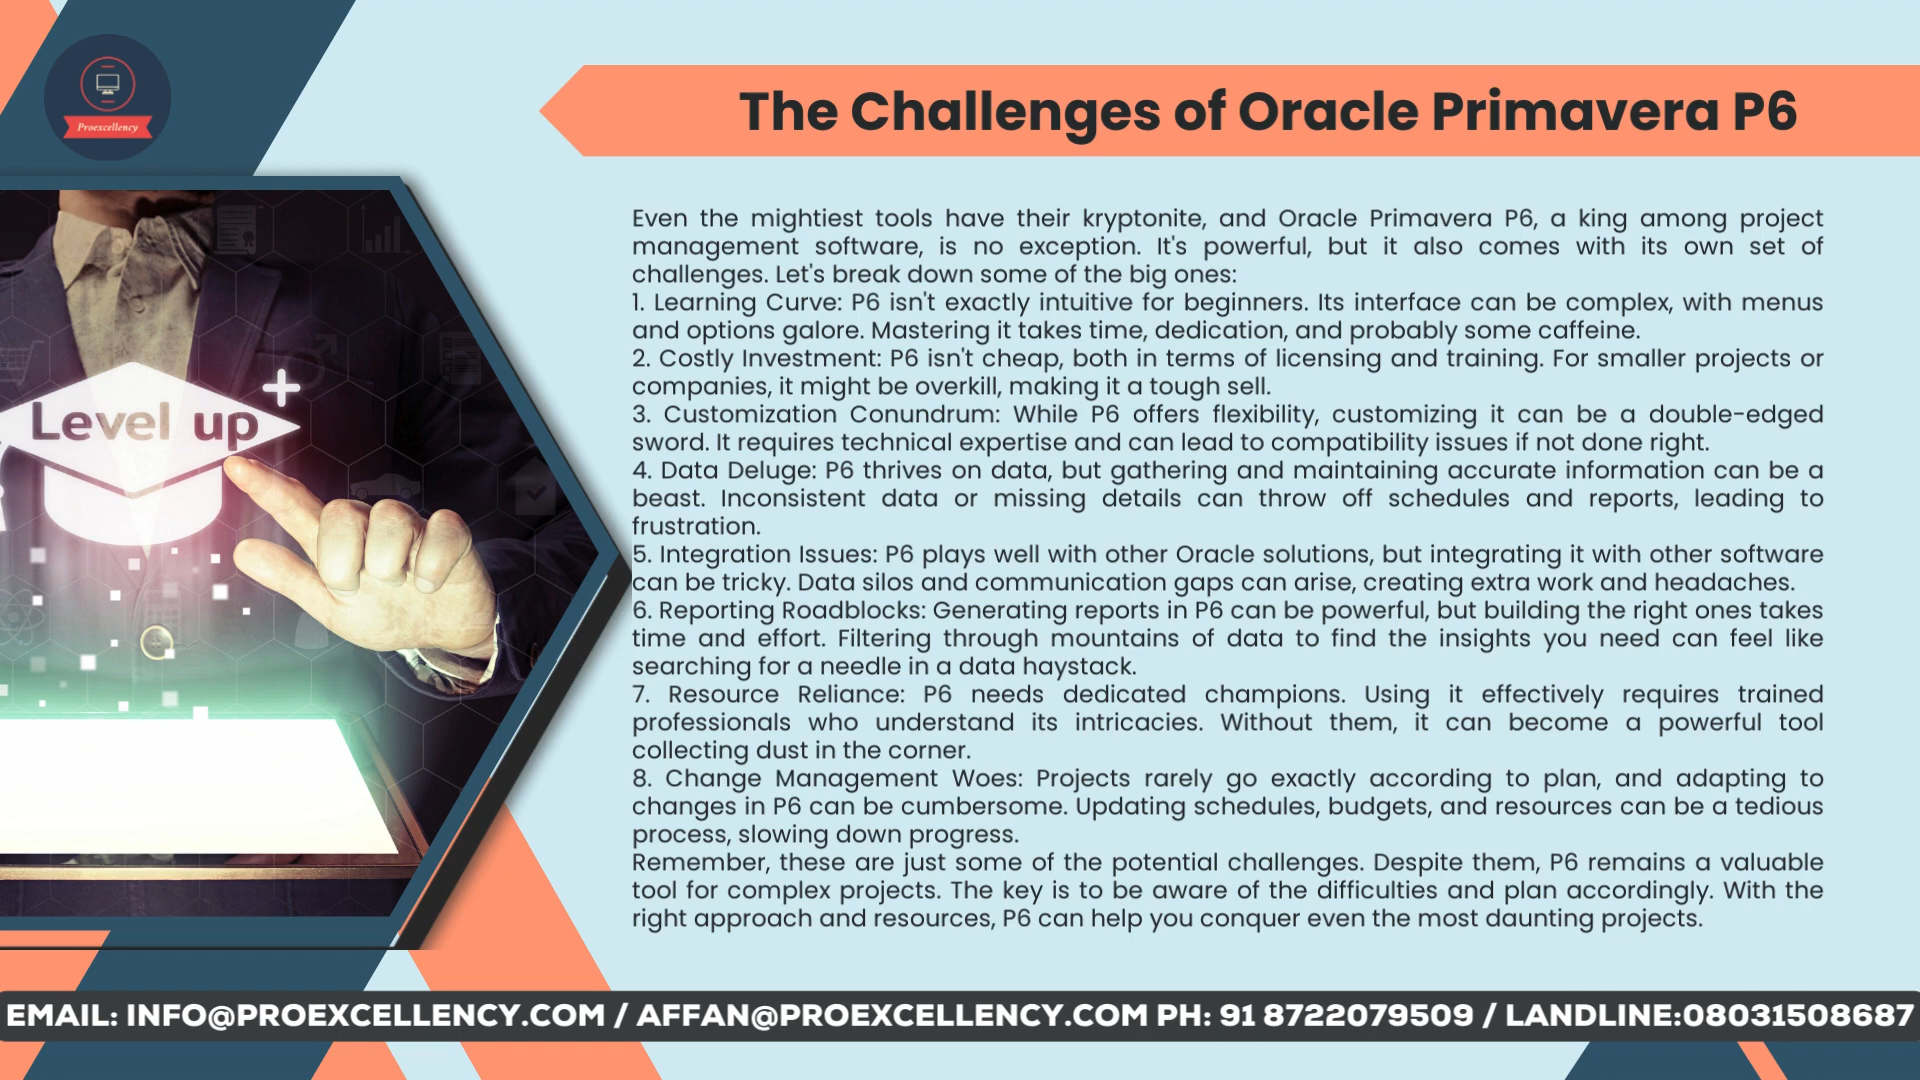 Proexcellency
The Challenges of Oracle Primavera P6
Level up
Even the mightiest tools have their kryptonite, and Oracle Primavera P6, a king among project
management software, is no exception. It's powerful, but it also comes with its own set of
challenges. Let's break down some of the big ones:
1. Learning Curve: P6 isn't exactly intuitive for beginners. Its interface can be complex, with menus
and options galore. Mastering it takes time, dedication, and probably some caffeine.
2. Costly Investment: P6 isn't cheap, both in terms of licensing and training. For smaller projects or
companies, it might be overkill, making it a tough sell.
3. Customization Conundrum: While P6 offers flexibility, customizing it can be a double-edged
sword. It requires technical expertise and can lead to compatibility issues if not done right.
4. Data Deluge: P6 thrives on data, but gathering and maintaining accurate information can be a
beast. Inconsistent data or missing details can throw off schedules and reports, leading to
frustration.
5. Integration Issues: P6 plays well with other Oracle solutions, but integrating it with other software
can be tricky. Data silos and communication gaps can arise, creating extra work and headaches.
6. Reporting Roadblocks: Generating reports in P6 can be powerful, but building the right ones takes
time and effort. Filtering through mountains of data to find the insights you need can feel like
searching for a needle in a data haystack.
7. Resource Reliance: P6 needs dedicated champions. Using it effectively requires trained
professionals who understand its intricacies. Without them, it can become a powerful tool
collecting dust in the corner.
8. Change Management Woes: Projects rarely go exactly according to plan, and adapting to
changes in P6 can be cumbersome. Updating schedules, budgets, and resources can be a tedious
process, slowing down progress.
Remember, these are just some of the potential challenges. Despite them, P6 remains a valuable
tool for complex projects. The key is to be aware of the difficulties and plan accordingly. With the
right approach and resources, P6 can help you conquer even the most daunting projects.
EMAIL: INFO@PROEXCELLENCY.COM / AFFAN@PROEXCELLENCY.COM PH: 91 8722079509 / LANDLINE:08031508687